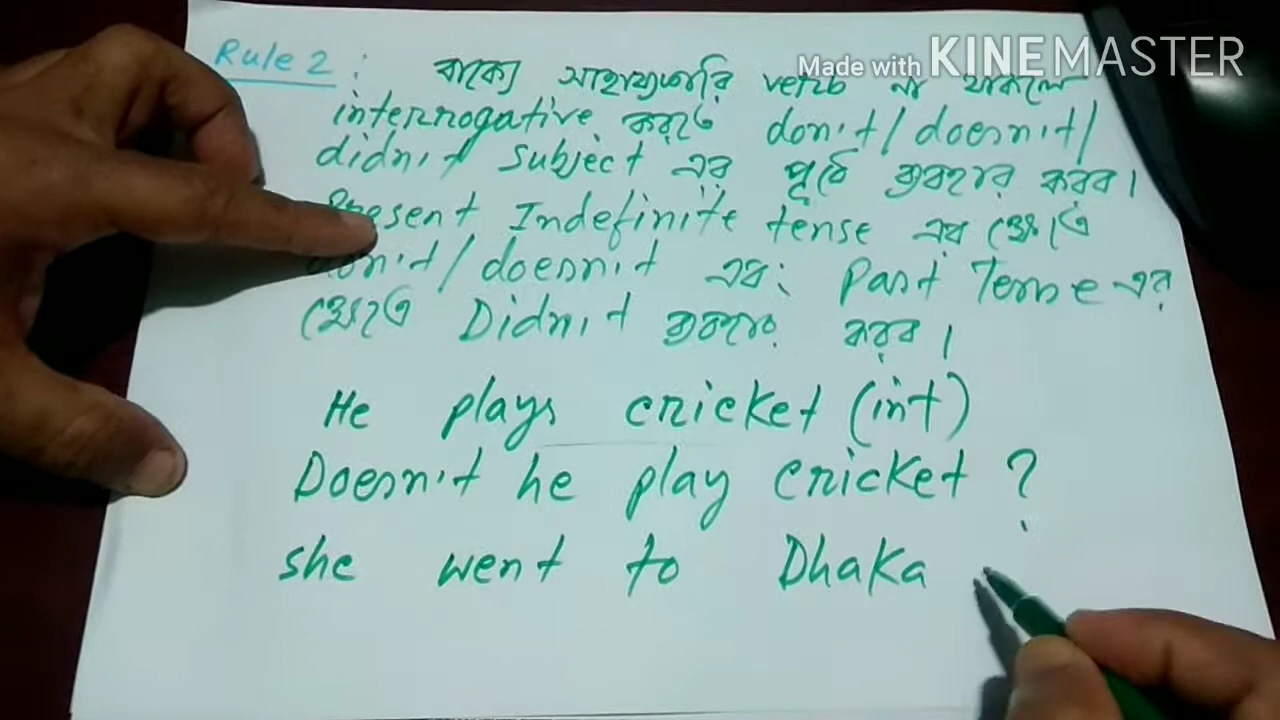 Made with KINEMASTER
Rule 2 : বাক্যে সাহায্যকারি verb না থাকলে
interrogative করতে don't/doesn't/
didn't subject এর পূর্বে ব্যবহার করব।
Present Indefinite tense এর ক্ষেত্রে
don't/doesn't এবং Past Tense এর
ক্ষেত্রে Didn't ব্যবহার করব।
He plays cricket (int)
Doesn't he play cricket ?
she went to Dhaka